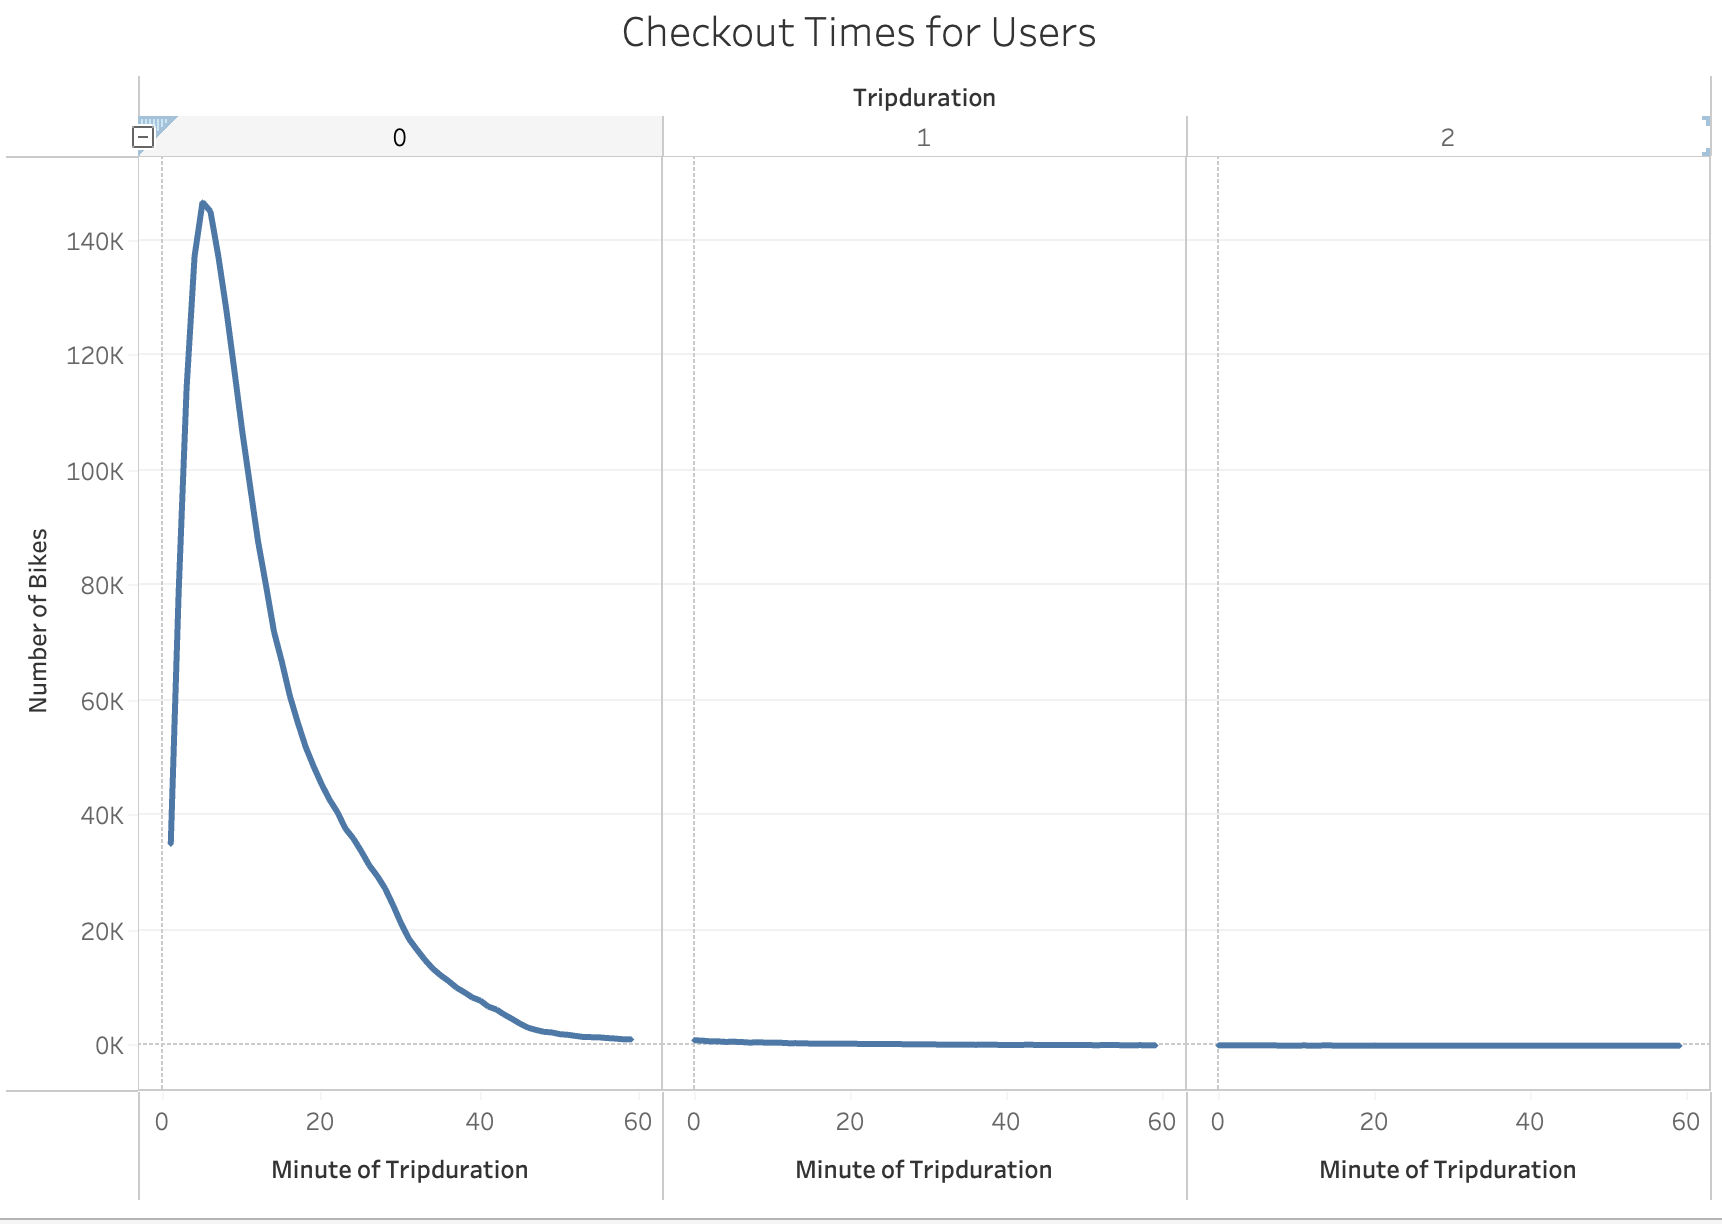 Checkout Times for Users
Tripduration
0 1 2
Number of Bikes
140K
120K
100K
80K
60K
40K
20K
0K
0 20 40 60 0 20 40 60 0 20 40 60
Minute of Tripduration Minute of Tripduration Minute of Tripduration